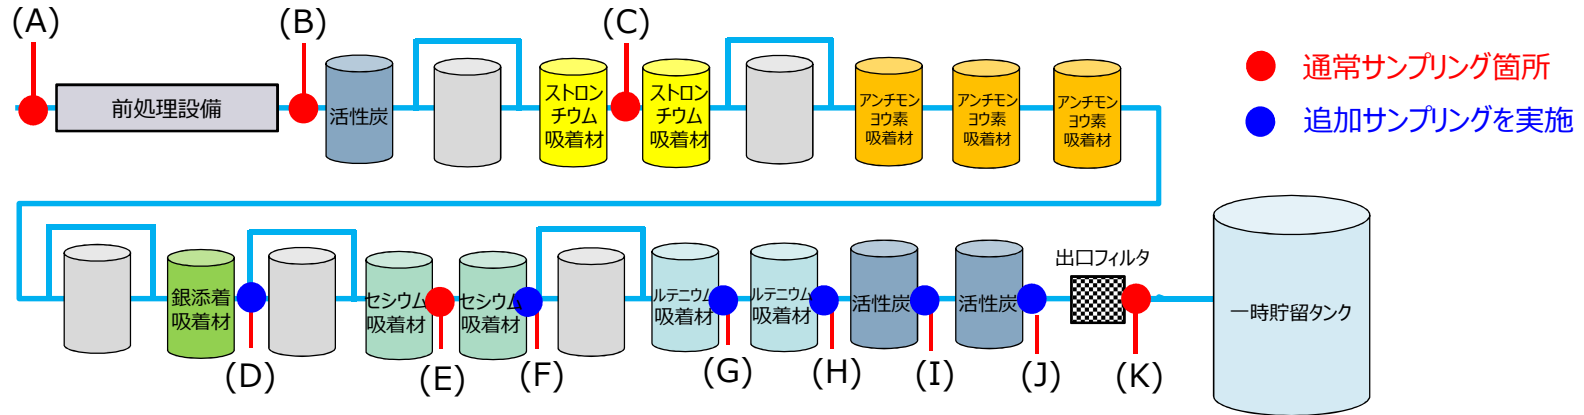 (A)
(B)
(C)
前処理設備
活性炭
ストロン
チウム
吸着材
ストロン
チウム
吸着材
アンチモン
ヨウ素
吸着材
アンチモン
ヨウ素
吸着材
アンチモン
ヨウ素
吸着材
通常サンプリング箇所
追加サンプリングを実施
銀添着
吸着材
セシウム
吸着材
セシウム
吸着材
ルテニウム
吸着材
ルテニウム
吸着材
活性炭
活性炭
出口フィルタ
一時貯留タンク
(D)
(E)
(F)
(G)
(H)
(I)
(J)
(K)